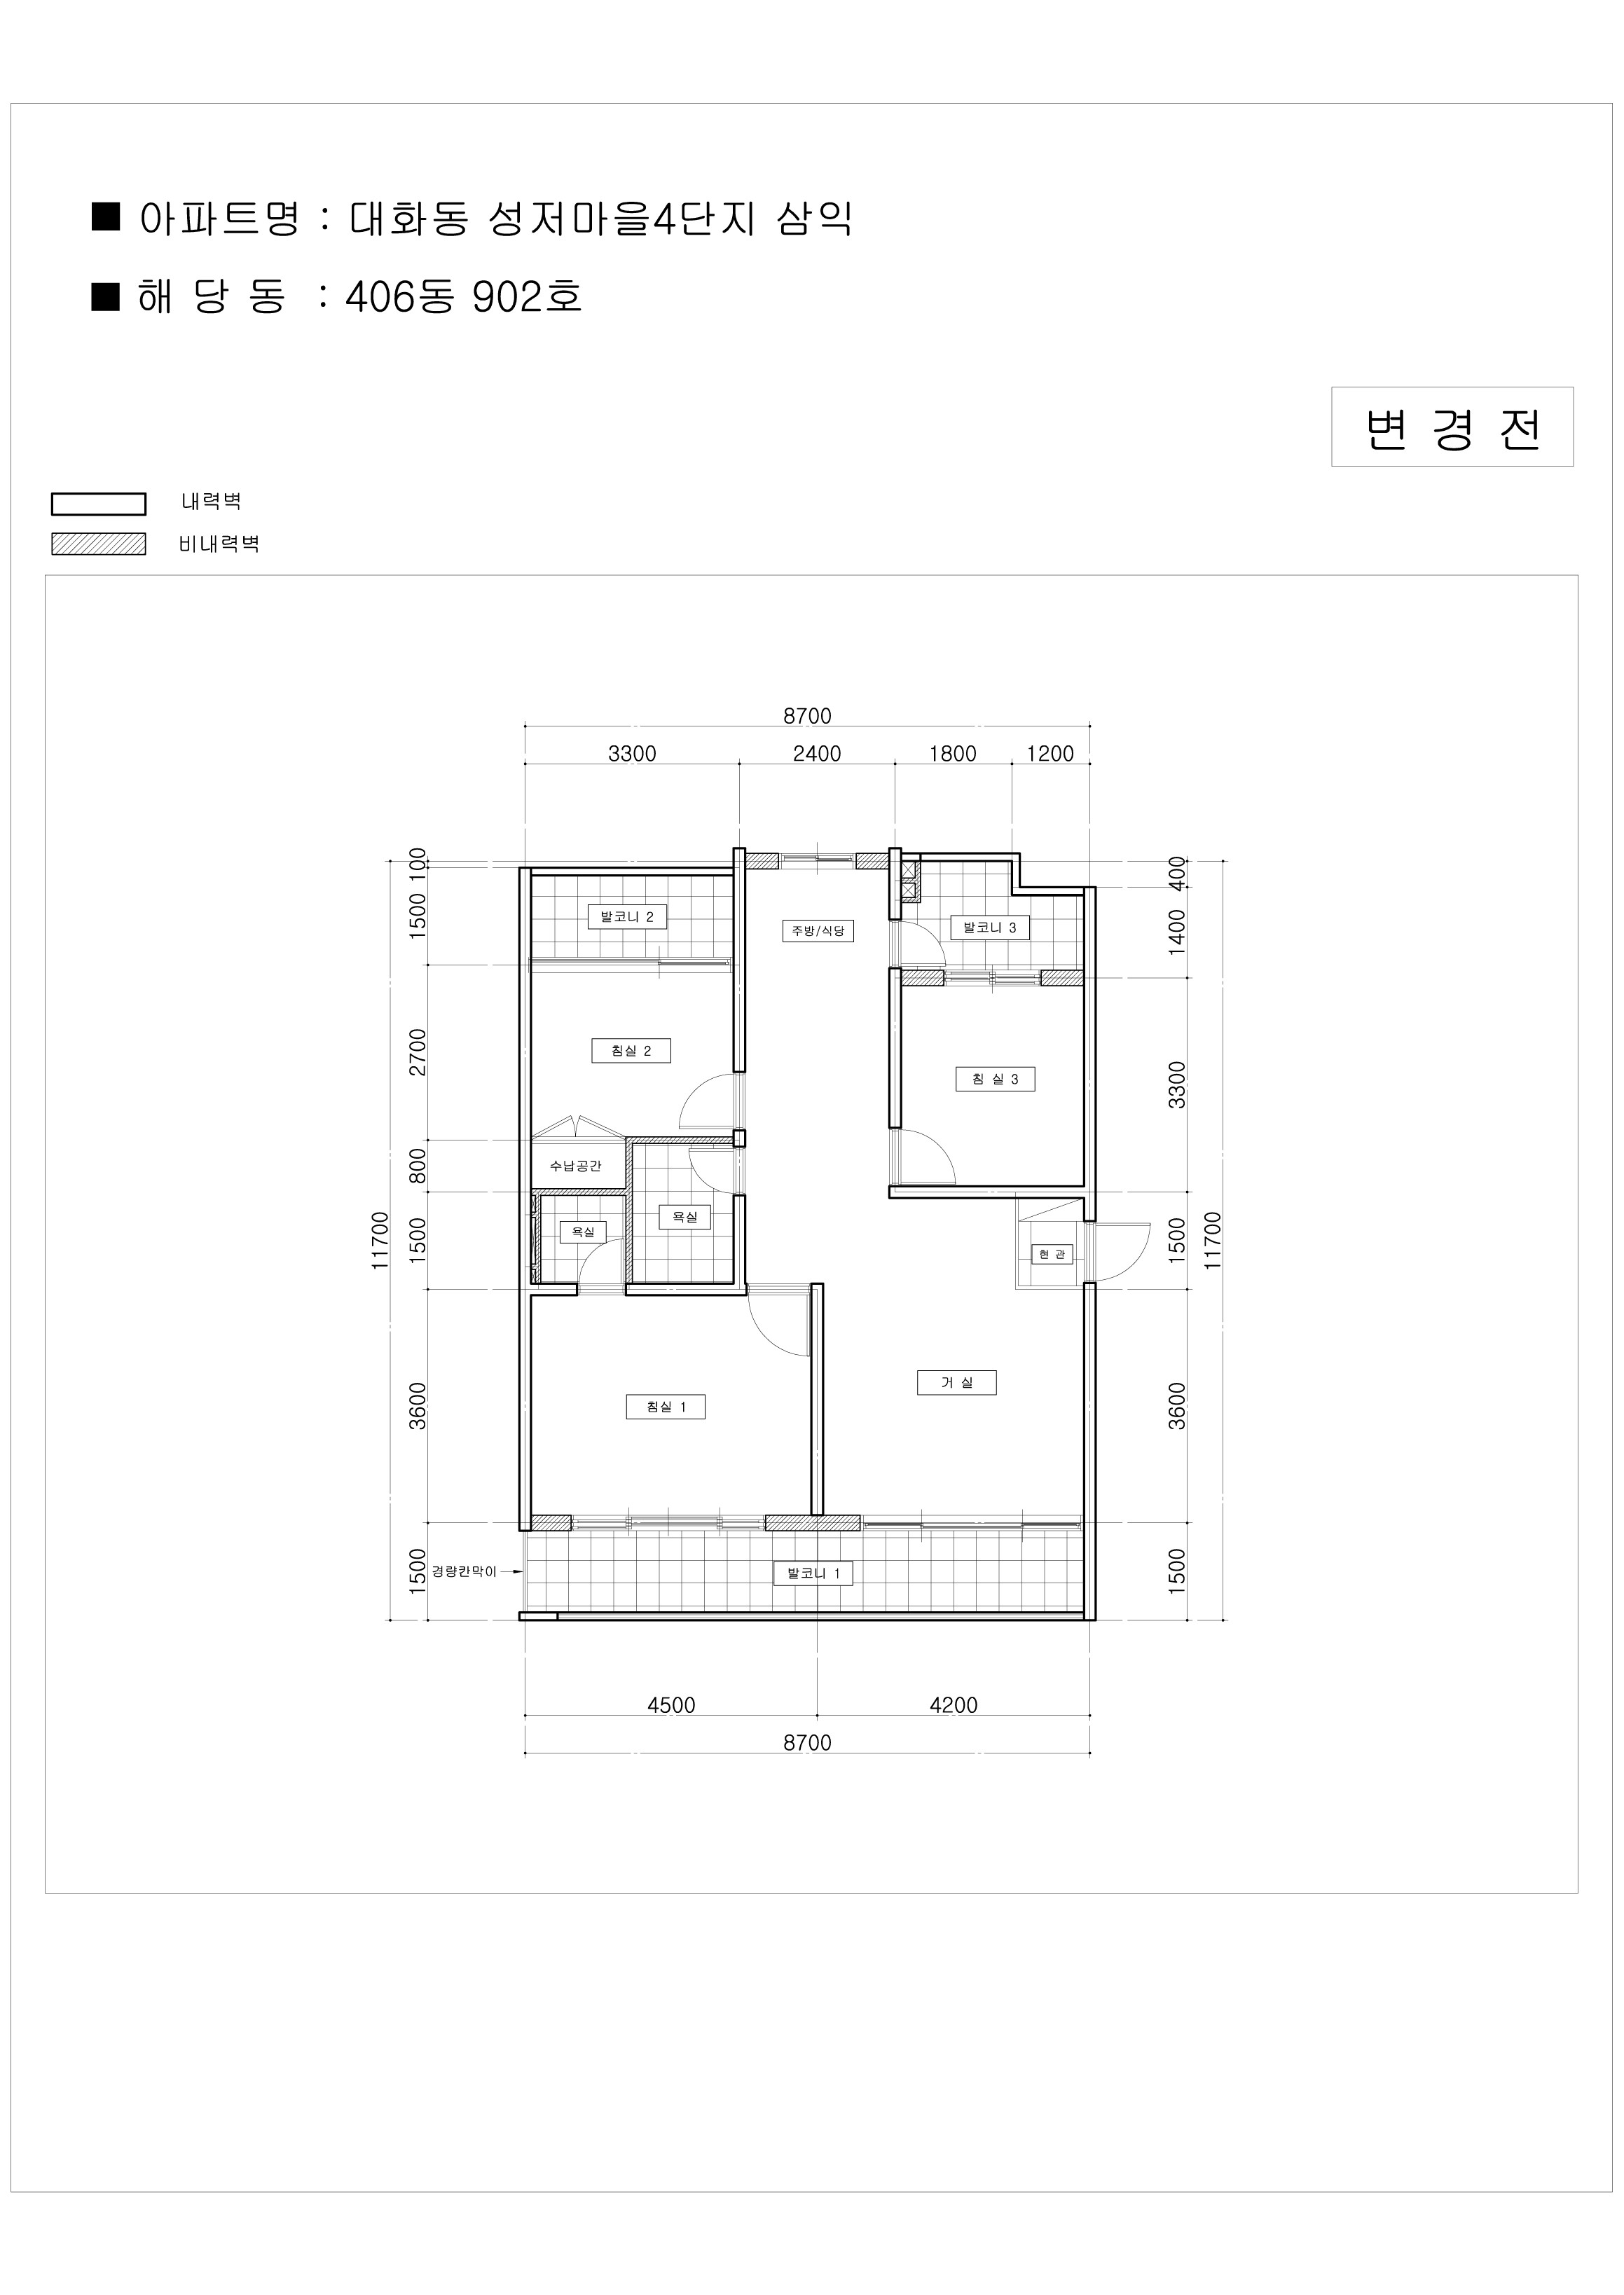 ■ 아파트명 : 대화동 성저마을4단지 삼익
■ 해 당 동 : 406동 902호
변 경 전
내력벽
비내력벽
8700
3300 2400 1800 1200
100
400
1500
발코니 2
주방/식당
발코니 3
1400
2700
침실 2
침 실 3
3300
800
수납공간
11700
1500
욕실
욕실
현 관
1500
11700
3600
침실 1
거 실
3600
1500
경량칸막이
발코니 1
1500
4500 4200
8700